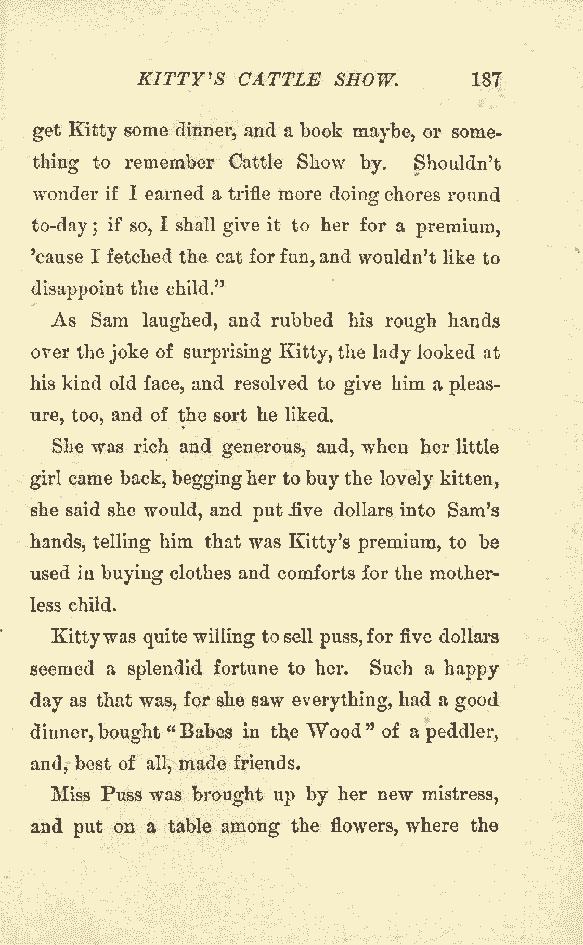 KITTY'S CATTLE SHOW. 187
get Kitty some dinner, and a book maybe, or some-
thing to remember Cattle Show by. Shouldn't
wonder if I earned a trifle more doing chores round
to-day; if so, I shall give it to her for a premium,
'cause I fetched the cat for fun, and wouldn't like to
disappoint the child."
As Sam laughed, and rubbed his rough hands
over the joke of surprising Kitty, the lady looked at
his kind old face, and resolved to give him a pleas-
ure, too, and of the sort he liked.
She was rich and generous, and, when her little
girl came back, begging her to buy the lovely kitten,
she said she would, and put five dollars into Sam's
hands, telling him that was Kitty's premium, to be
used in buying clothes and comforts for the mother-
less child.
Kitty was quite willing to sell puss, for five dollars
seemed a splendid fortune to her. Such a happy
day as that was, for she saw everything, had a good
dinner, bought "Babes in the Wood" of a peddler,
and, best of all, made friends.
Miss Puss was brought up by her new mistress,
and put on a table among the flowers, where the